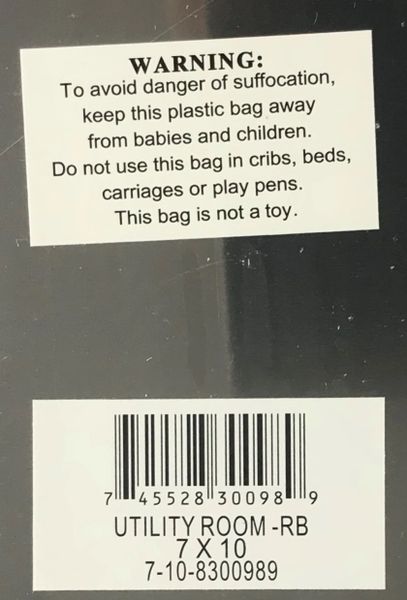 WARNING:
To avoid danger of suffocation,
keep this plastic bag away
from babies and children.
Do not use this bag in cribs, beds,
carriages or play pens.
This bag is not a toy.
7 45528 30098 9
UTILITY ROOM -RB
7 X 10
7-10-8300989